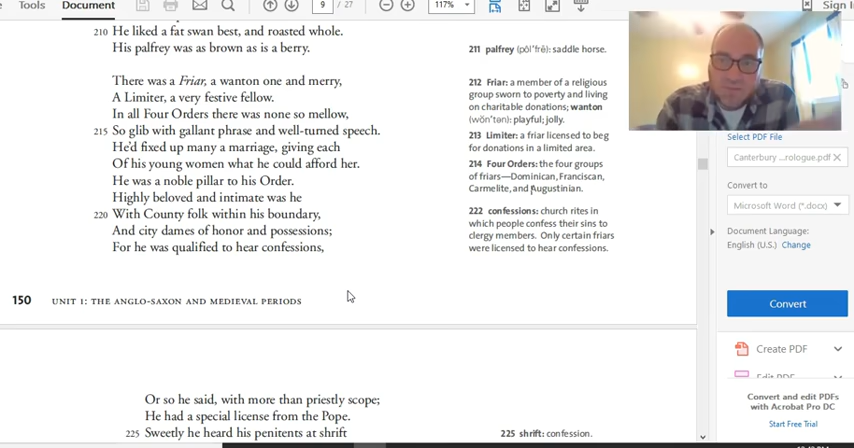 Tools
Document
9 / 27
117%
Sign I
210 He liked a fat swan best, and roasted whole.
His palfrey was as brown as is a berry.
There was a Friar, a wanton one and merry,
A Limiter, a very festive fellow.
In all Four Orders there was none so mellow,
215 So glib with gallant phrase and well-turned speech.
He'd fixed up many a marriage, giving each
Of his young women what he could afford her.
He was a noble pillar to his Order.
Highly beloved and intimate was he
220 With County folk within his boundary,
And city dames of honor and possessions;
For he was qualified to hear confessions,
211 palfrey (pôl'frē): saddle horse.
212 Friar: a member of a religious
group sworn to poverty and living
on charitable donations; wanton
(wŏn'tən): playful; jolly.
213 Limiter: a friar licensed to beg
for donations in a limited area.
214 Four Orders: the four groups
of friars—Dominican, Franciscan,
Carmelite, and Augustinian.
222 confessions: church rites in
which people confess their sins to
clergy members. Only certain friars
were licensed to hear confessions.
150 UNIT 1: THE ANGLO-SAXON AND MEDIEVAL PERIODS
Or so he said, with more than priestly scope;
He had a special license from the Pope.
225 Sweetly he heard his penitents at shrift
225 shrift: confession.
Select PDF File
Canterbury ...rologue.pdf
Convert to
Microsoft Word (*.docx)
Document Language:
English (U.S.) Change
Convert
Create PDF
Edit PDF
Convert and edit PDFs
with Acrobat Pro DC
Start Free Trial